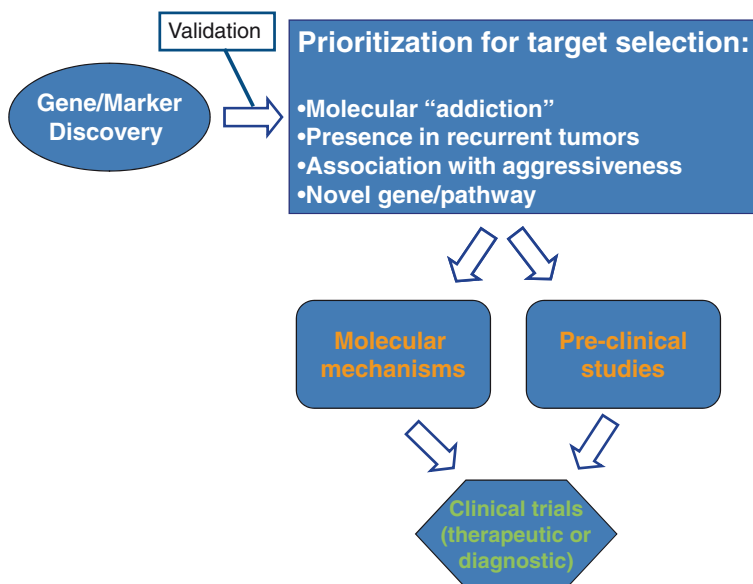 Validation
Gene/Marker
Discovery
Prioritization for target selection:
•Molecular “addiction”
•Presence in recurrent tumors
•Association with aggressiveness
•Novel gene/pathway
Molecular
mechanisms
Pre-clinical
studies
Clinical trials
(therapeutic or
diagnostic)